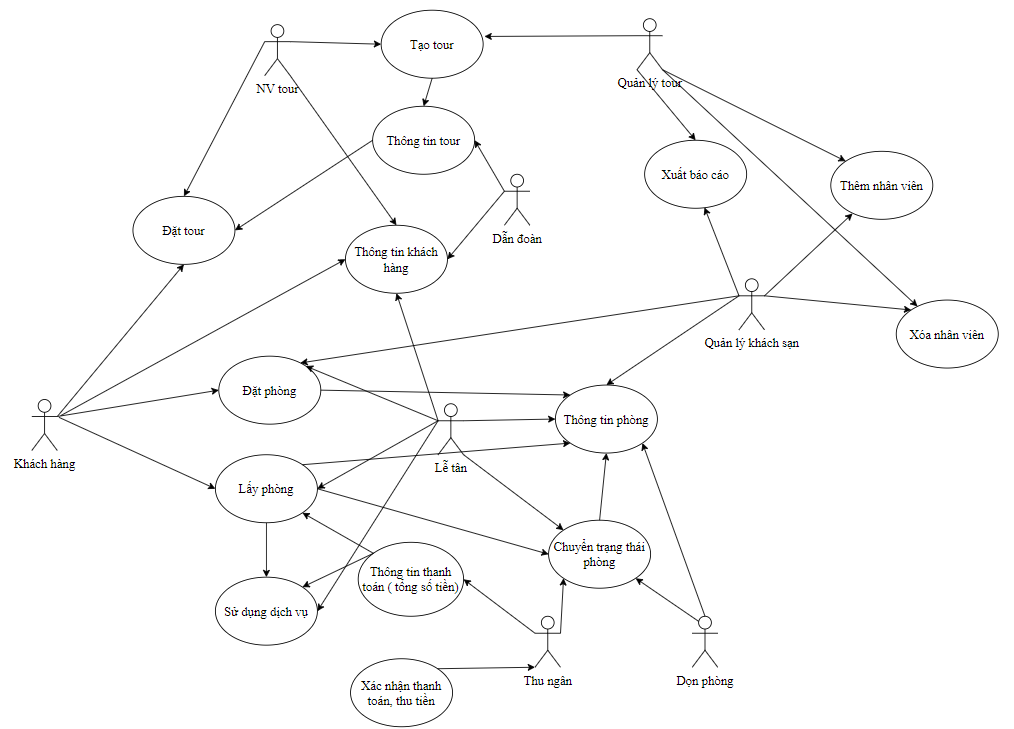 Tạo tour
NV tour
Quản lý tour
Thông tin tour
Xuất báo cáo
Thêm nhân viên
Đặt tour
Dẫn đoàn
Thông tin khách
hàng
Quản lý khách sạn
Xóa nhân viên
Đặt phòng
Thông tin phòng
Khách hàng
Lễ tân
Lấy phòng
Chuyển trạng thái
phòng
Thông tin thanh
toán ( tổng số tiền)
Sử dụng dịch vụ
Thu ngân
Dọn phòng
Xác nhận thanh
toán, thu tiền